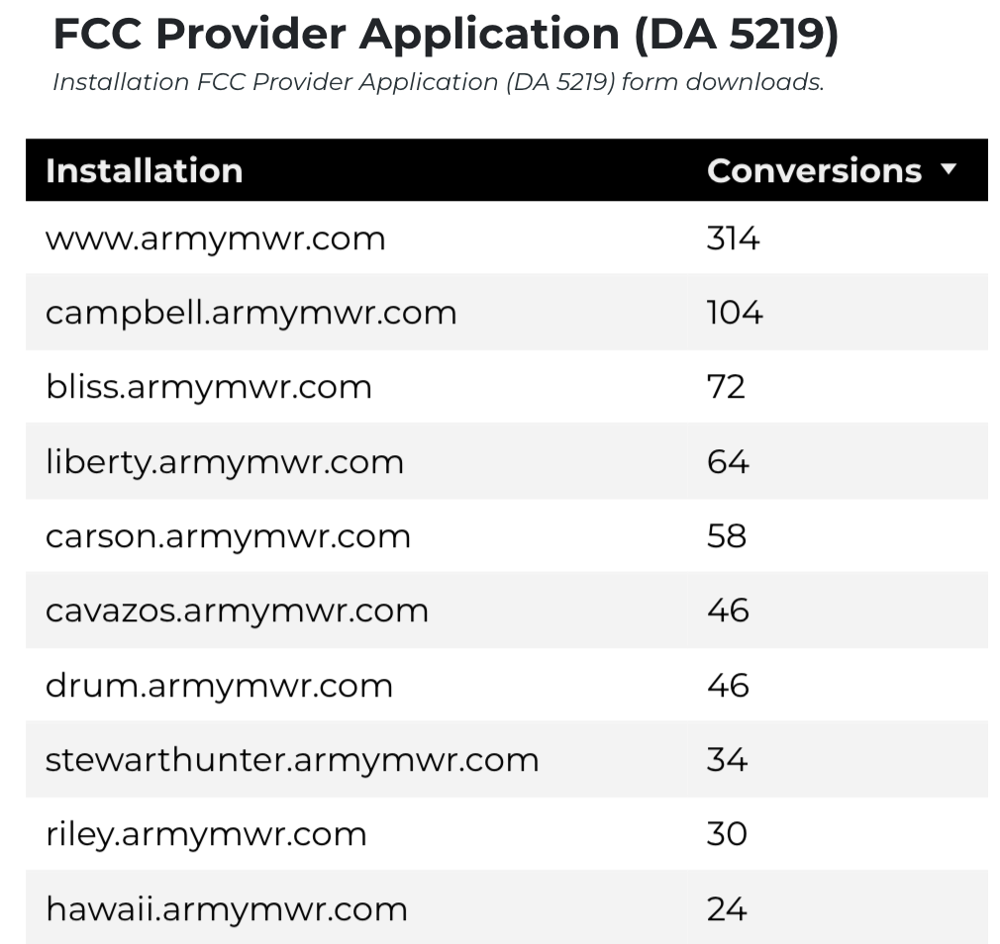 FCC Provider Application (DA 5219)
Installation FCC Provider Application (DA 5219) form downloads.
Installation Conversions
www.armymwr.com 314
campbell.armymwr.com 104
bliss.armymwr.com 72
liberty.armymwr.com 64
carson.armymwr.com 58
cavazos.armymwr.com 46
drum.armymwr.com 46
stewarthunter.armymwr.com 34
riley.armymwr.com 30
hawaii.armymwr.com 24